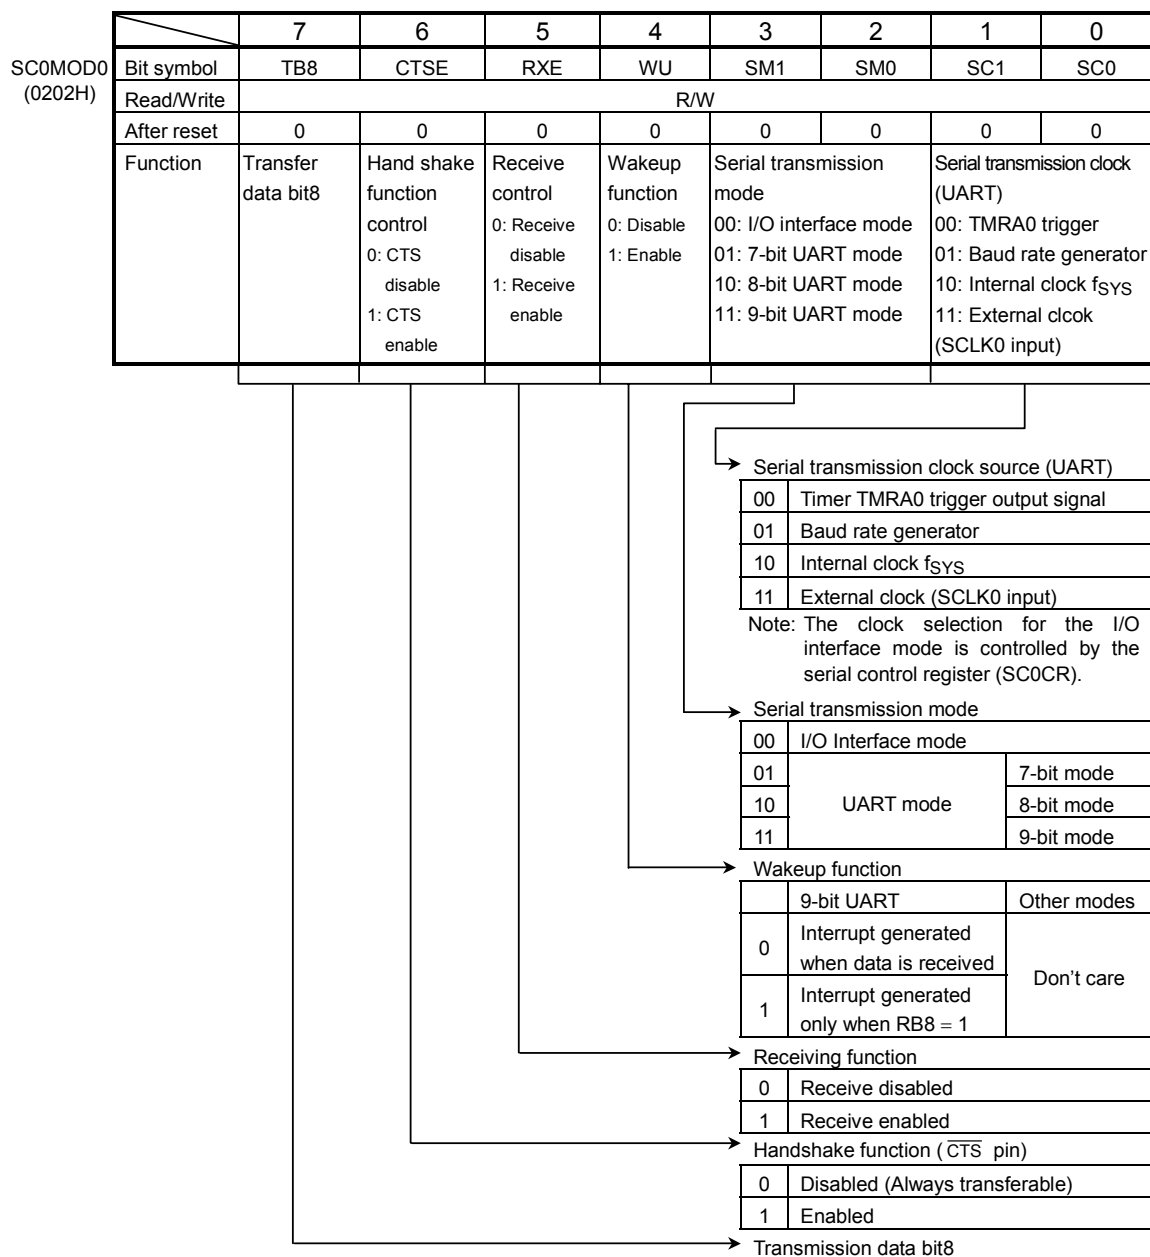 7 6 5 4 3 2 1 0
SC0MOD0 Bit symbol TB8 CTSE RXE WU SM1 SM0 SC1 SC0
(0202H) Read/Write R/W
After reset 0 0 0 0 0 0 0 0
Function Transfer Hand shake Receive Wakeup Serial transmission Serial transmission clock
data bit8 function control function mode (UART)
control 0: Receive 0: Disable 00: I/O interface mode 00: TMRA0 trigger
0: CTS disable 1: Enable 01: 7-bit UART mode 01: Baud rate generator
disable 1: Receive 10: 8-bit UART mode 10: Internal clock fSYS
1: CTS enable 11: 9-bit UART mode 11: External clcok
enable (SCLK0 input)
Serial transmission clock source (UART)
00 Timer TMRA0 trigger output signal
01 Baud rate generator
10 Internal clock fSYS
11 External clock (SCLK0 input)
Note: The clock selection for the I/O
interface mode is controlled by the
serial control register (SC0CR).
Serial transmission mode
00 I/O Interface mode
01 7-bit mode
10 UART mode 8-bit mode
11 9-bit mode
Wakeup function
9-bit UART Other modes
0 Interrupt generated
when data is received
Don't care
1 Interrupt generated
only when RB8 = 1
Receiving function
0 Receive disabled
1 Receive enabled
Handshake function ( C̅T̅S̅ pin)
0 Disabled (Always transferable)
1 Enabled
Transmission data bit8